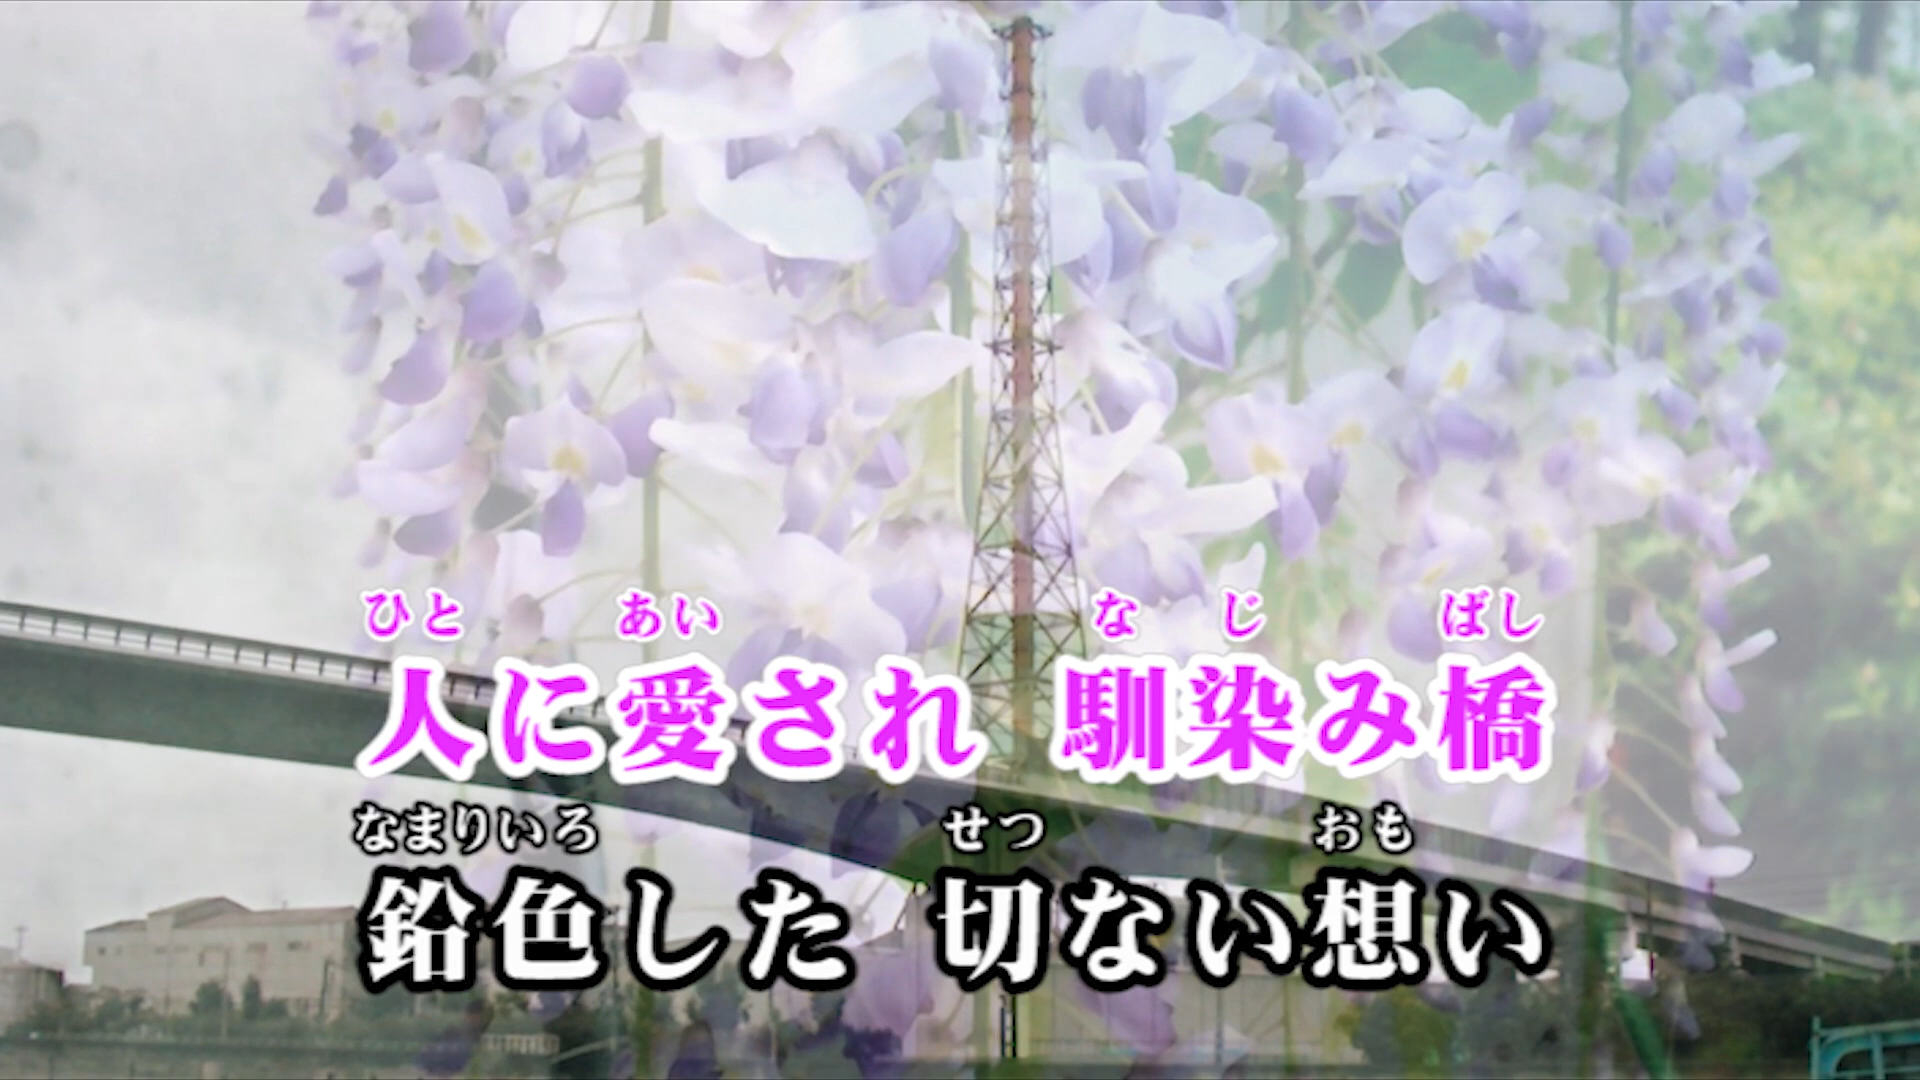 ひと あい な じ ばし
人に愛され 馴染み橋
なまりいろ せつ おも
鉛色した 切ない想い